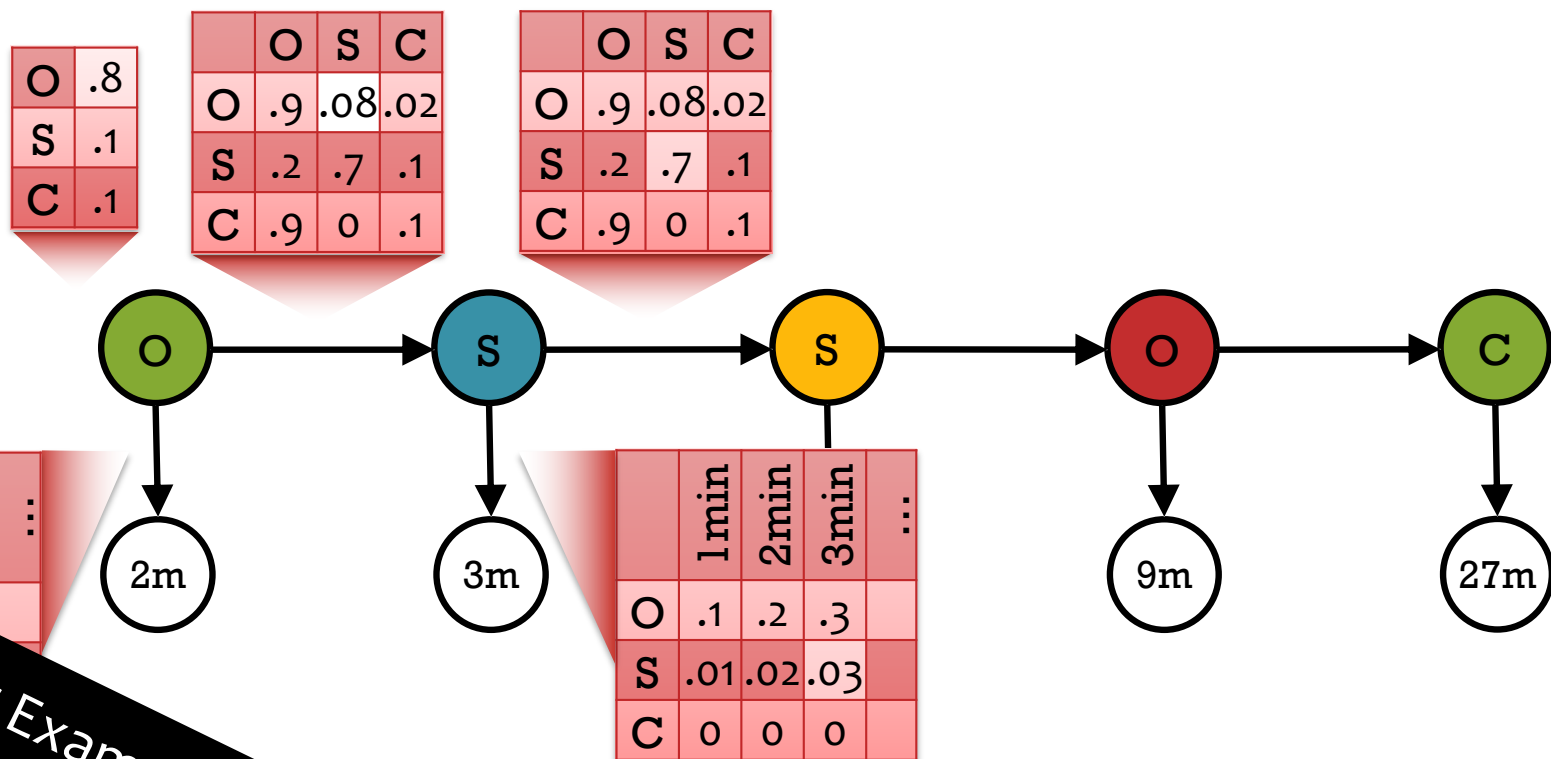 O .8
S .1
C .1
O S C
O .9 .08 .02
S .2 .7 .1
C .9 0 .1
O S C
O .9 .08 .02
S .2 .7 .1
C .9 0 .1
O S S O C
...
2m 3m 9m 27m
1min 2min 3min ...
O .1 .2 .3
S .01 .02 .03
C 0 0 0